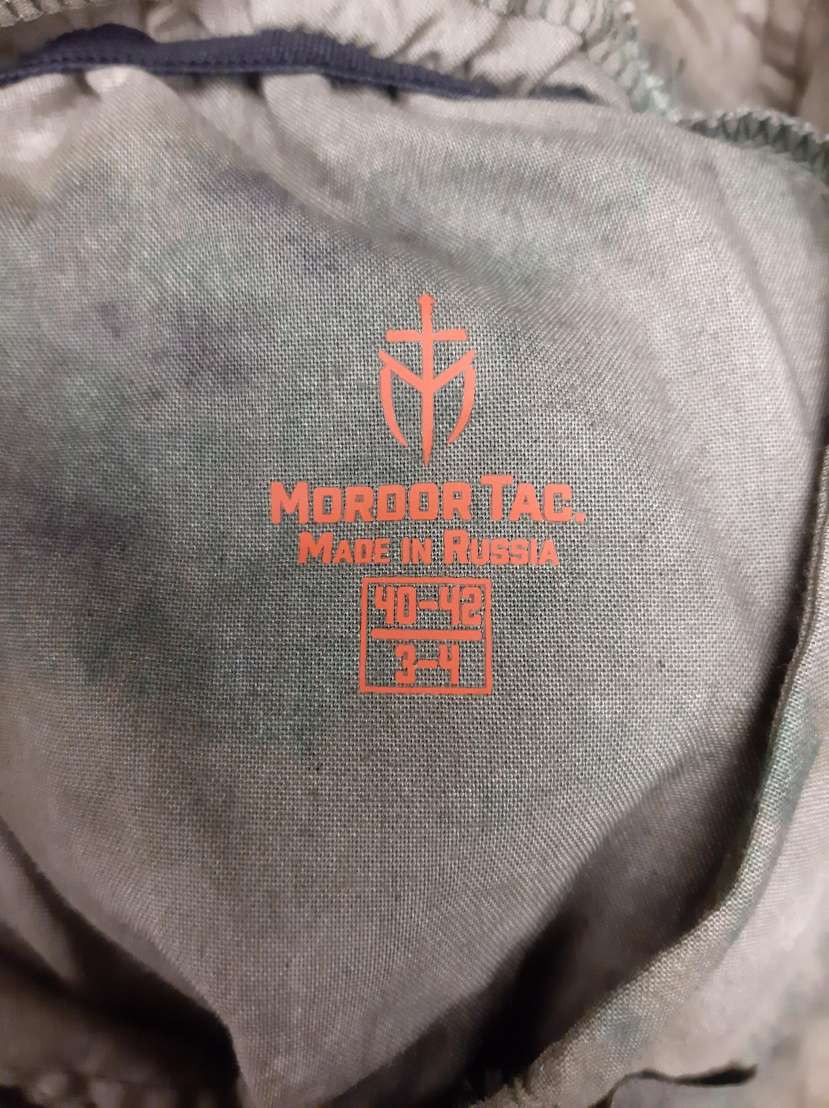 MORDOR TAC.
MADE IN RUSSIA
40-42
3-4